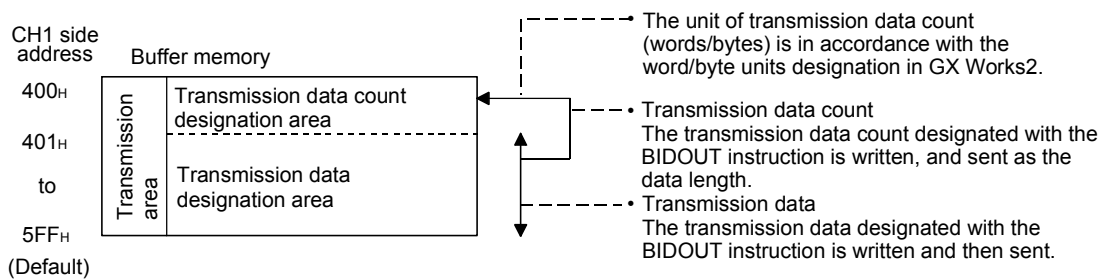 CH1 side
address
Buffer memory
400H
401H
to
5FFH
(Default)
Transmission
area
Transmission data count
designation area
Transmission data
designation area
• The unit of transmission data count
(words/bytes) is in accordance with the
word/byte units designation in GX Works2.
• Transmission data count
The transmission data count designated with the
BIDOUT instruction is written, and sent as the
data length.
• Transmission data
The transmission data designated with the
BIDOUT instruction is written and then sent.